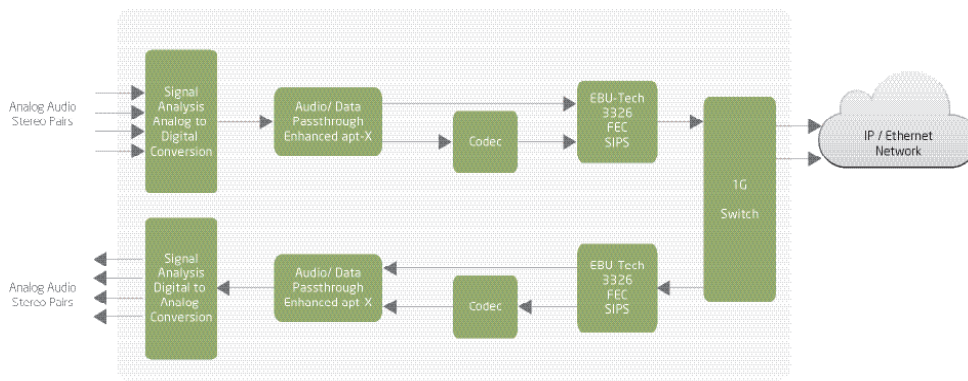 Analog Audio
Stereo Pairs
Signal
Analysis
Analog to
Digital
Conversion
Audio/ Data
Passthrough
Enhanced apt-X
Codec
EBU-Tech
3326
FEC
SIPS
1G
Switch
IP / Ethernet
Network
Analog Audio
Stereo Pairs
Signal
Analysis
Digital to
Analog
Conversion
Audio/ Data
Passthrough
Enhanced apt-X
Codec
EBU-Tech
3326
FEC
SIPS